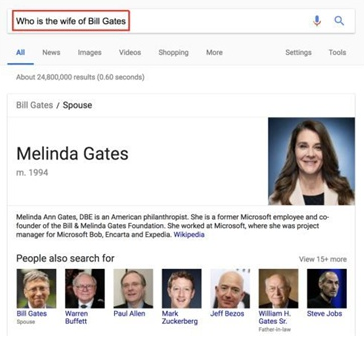 Who is the wife of Bill Gates
All News Images Videos Shopping More Settings Tools
About 24,800,000 results (0.60 seconds)
Bill Gates / Spouse
Melinda Gates
m. 1994
Melinda Ann Gates, DBE is an American philanthropist. She is a former Microsoft employee and co-
founder of the Bill & Melinda Gates Foundation. She worked at Microsoft, where she was project
manager for Microsoft Bob, Encarta and Expedia. Wikipedia
People also search for View 15+ more
Bill Gates
Spouse
Warren
Buffett
Paul Allen
Mark
Zuckerberg
Jeff Bezos
William H.
Gates Sr.
Father-in-law
Steve Jobs